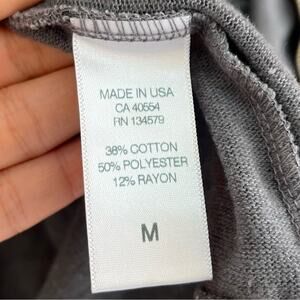 MADE IN USA
CA 40554
RN 134579
38% COTTON
50% POLYESTER
12% RAYON
M